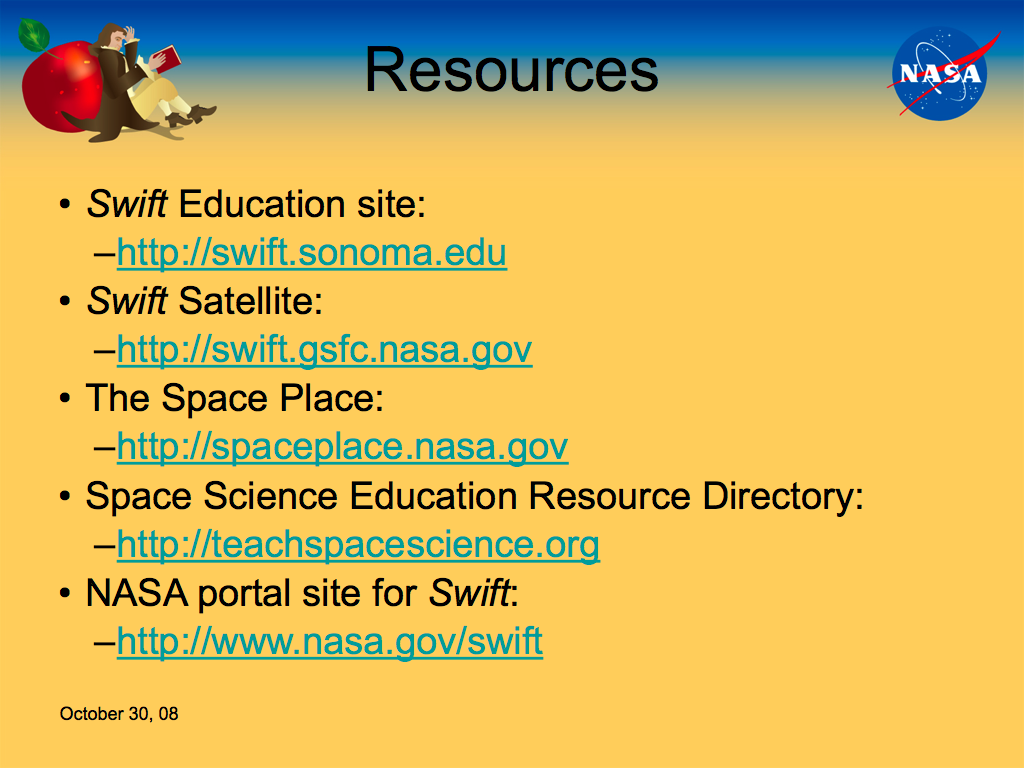 Resources
NASA
• Swift Education site:
–http://swift.sonoma.edu
• Swift Satellite:
–http://swift.gsfc.nasa.gov
• The Space Place:
–http://spaceplace.nasa.gov
• Space Science Education Resource Directory:
–http://teachspacescience.org
• NASA portal site for Swift:
–http://www.nasa.gov/swift
October 30, 08